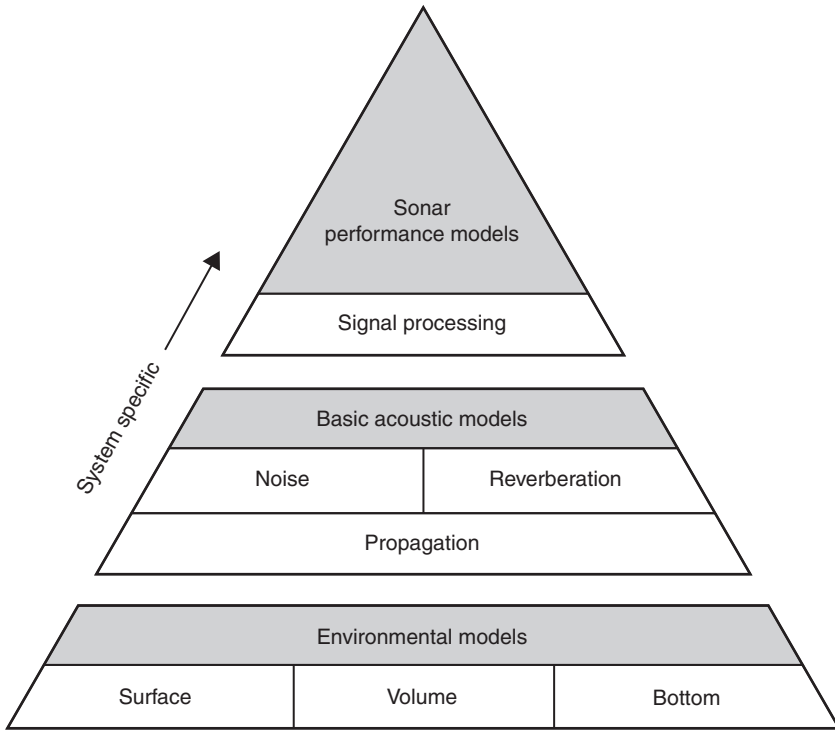 Sonar
performance models
Signal processing
System specific
Basic acoustic models
Noise
Reverberation
Propagation
Environmental models
Surface
Volume
Bottom